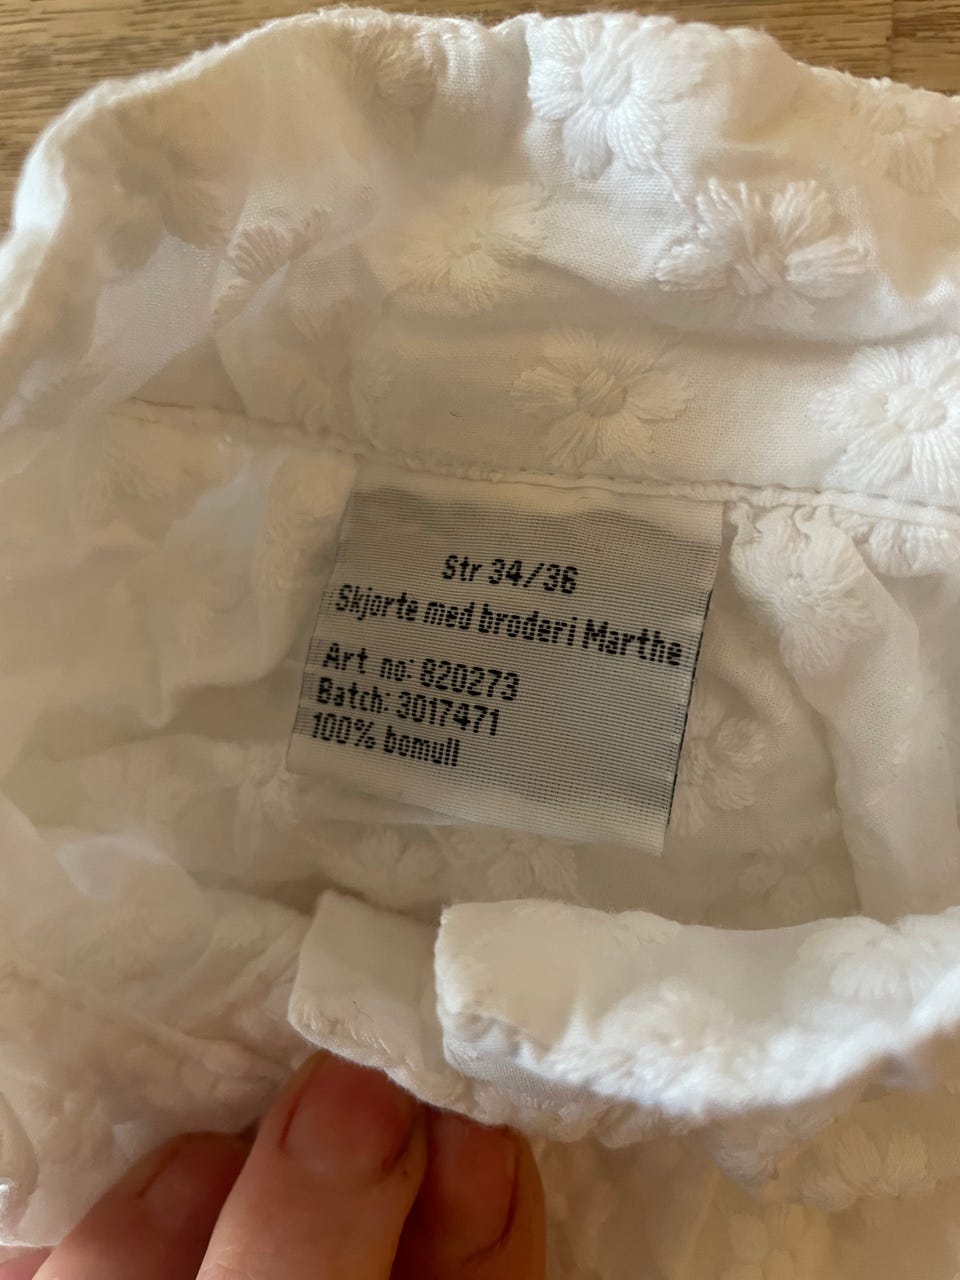 Str 34/36
Skjorte med broderi Marthe
Art no: 820273
Batch: 3017471
100% bomull